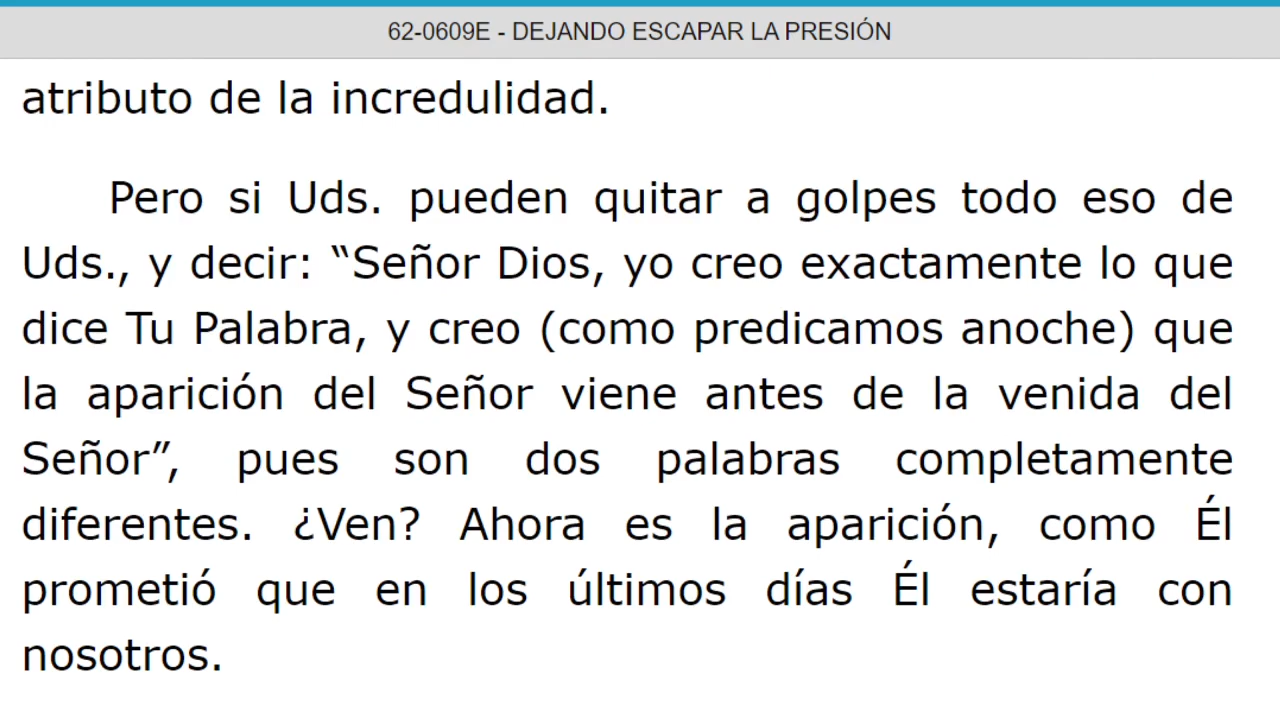 62-0609E - DEJANDO ESCAPAR LA PRESIÓN
atributo de la incredulidad.
Pero si Uds. pueden quitar a golpes todo eso de
Uds., y decir: “Señor Dios, yo creo exactamente lo que
dice Tu Palabra, y creo (como predicamos anoche) que
la aparición del Señor viene antes de la venida del
Señor”, pues son dos palabras completamente
diferentes. ¿Ven? Ahora es la aparición, como Él
prometió que en los últimos días Él estaría con
nosotros.